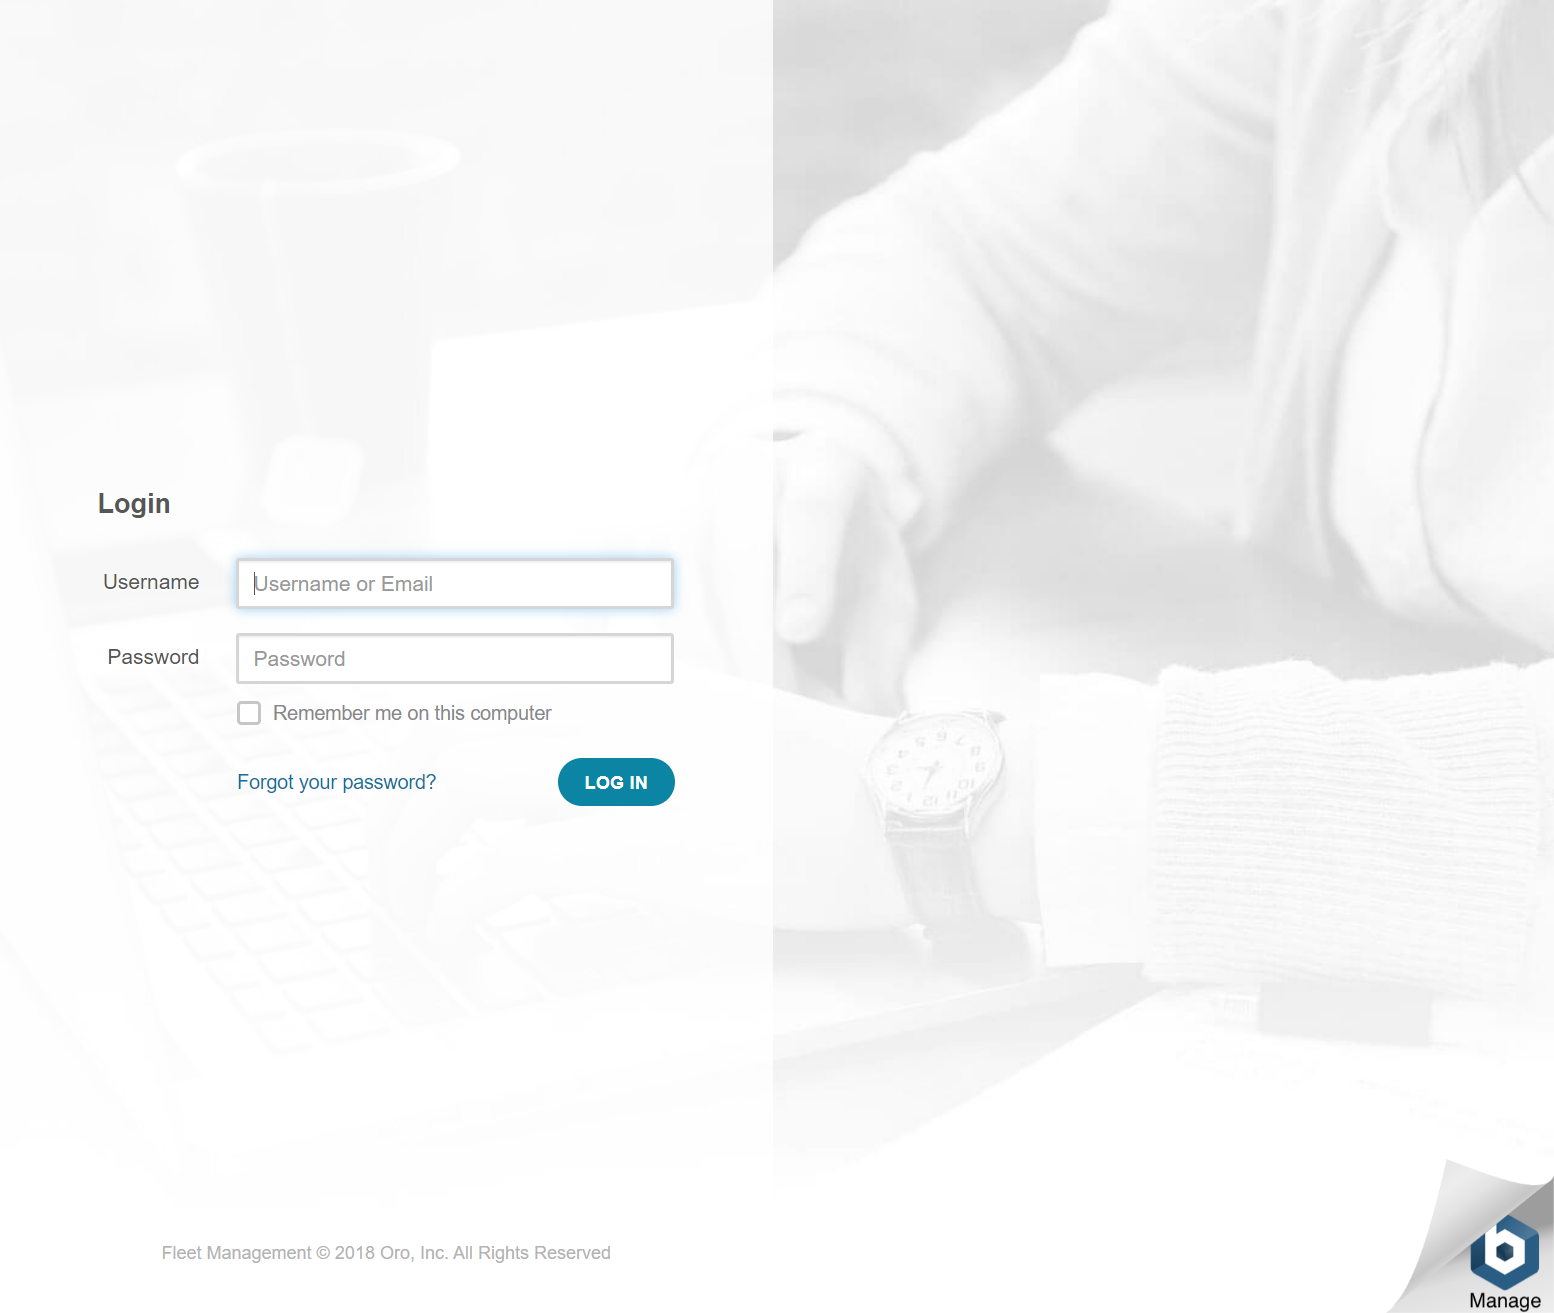 Login
Username
Username or Email
Password
Password
Remember me on this computer
Forgot your password?
LOG IN
Fleet Management © 2018 Oro, Inc. All Rights Reserved
Manage